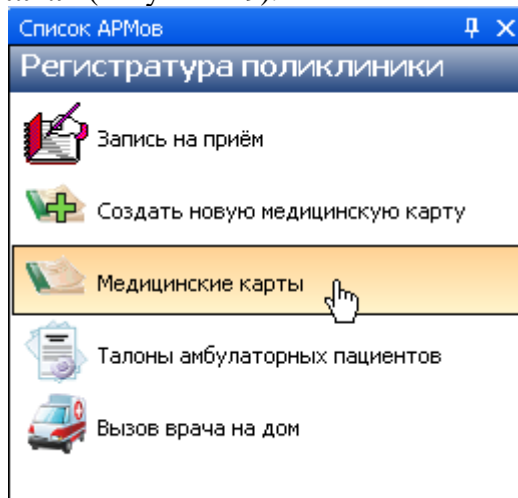 Список АРМов
Регистратура поликлиники
Запись на приём
Создать новую медицинскую карту
Медицинские карты
Талоны амбулаторных пациентов
Вызов врача на дом